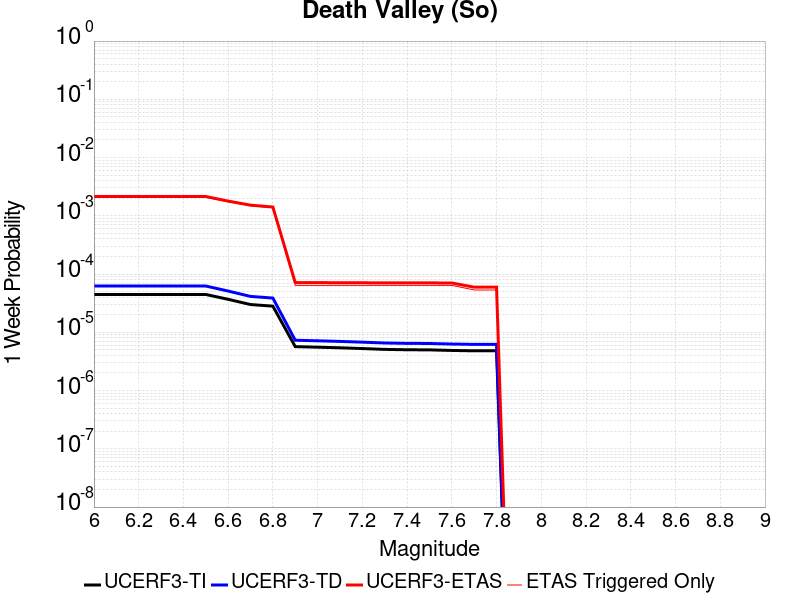 Death Valley (So)
10^0
10^-1
10^-2
10^-3
10^-4
10^-5
10^-6
10^-7
10^-8
1 Week Probability
6 6.2 6.4 6.6 6.8 7 7.2 7.4 7.6 7.8 8 8.2 8.4 8.6 8.8 9
Magnitude
UCERF3-TI UCERF3-TD UCERF3-ETAS ETAS Triggered Only